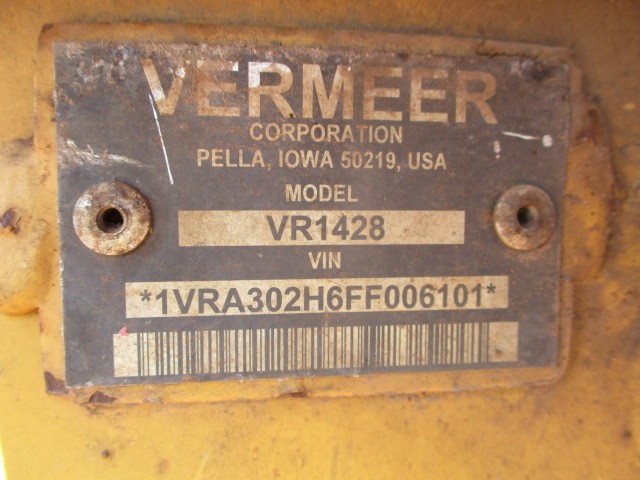 VERMEER
CORPORATION
PELLA, IOWA 50219, USA
MODEL
VR1428
VIN
*1VRA302H6FF006101*